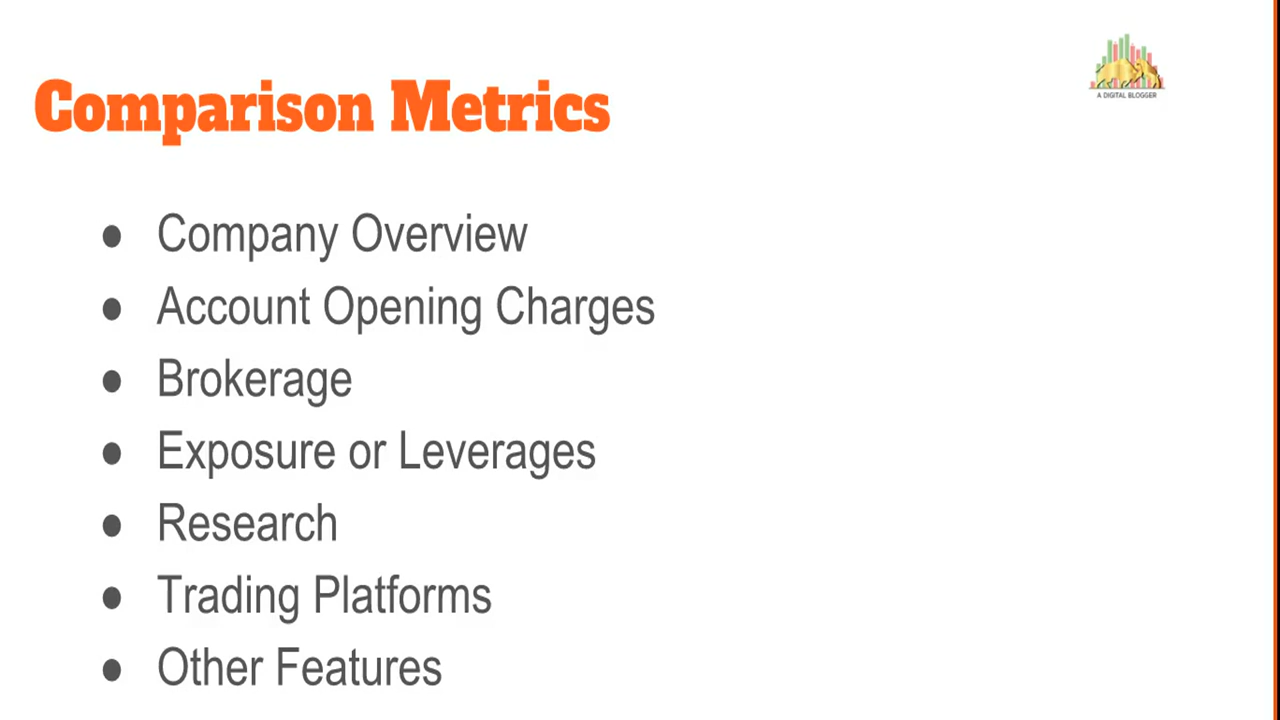 A DIGITAL BLOGGER
Comparison Metrics
● Company Overview
● Account Opening Charges
● Brokerage
● Exposure or Leverages
● Research
● Trading Platforms
● Other Features